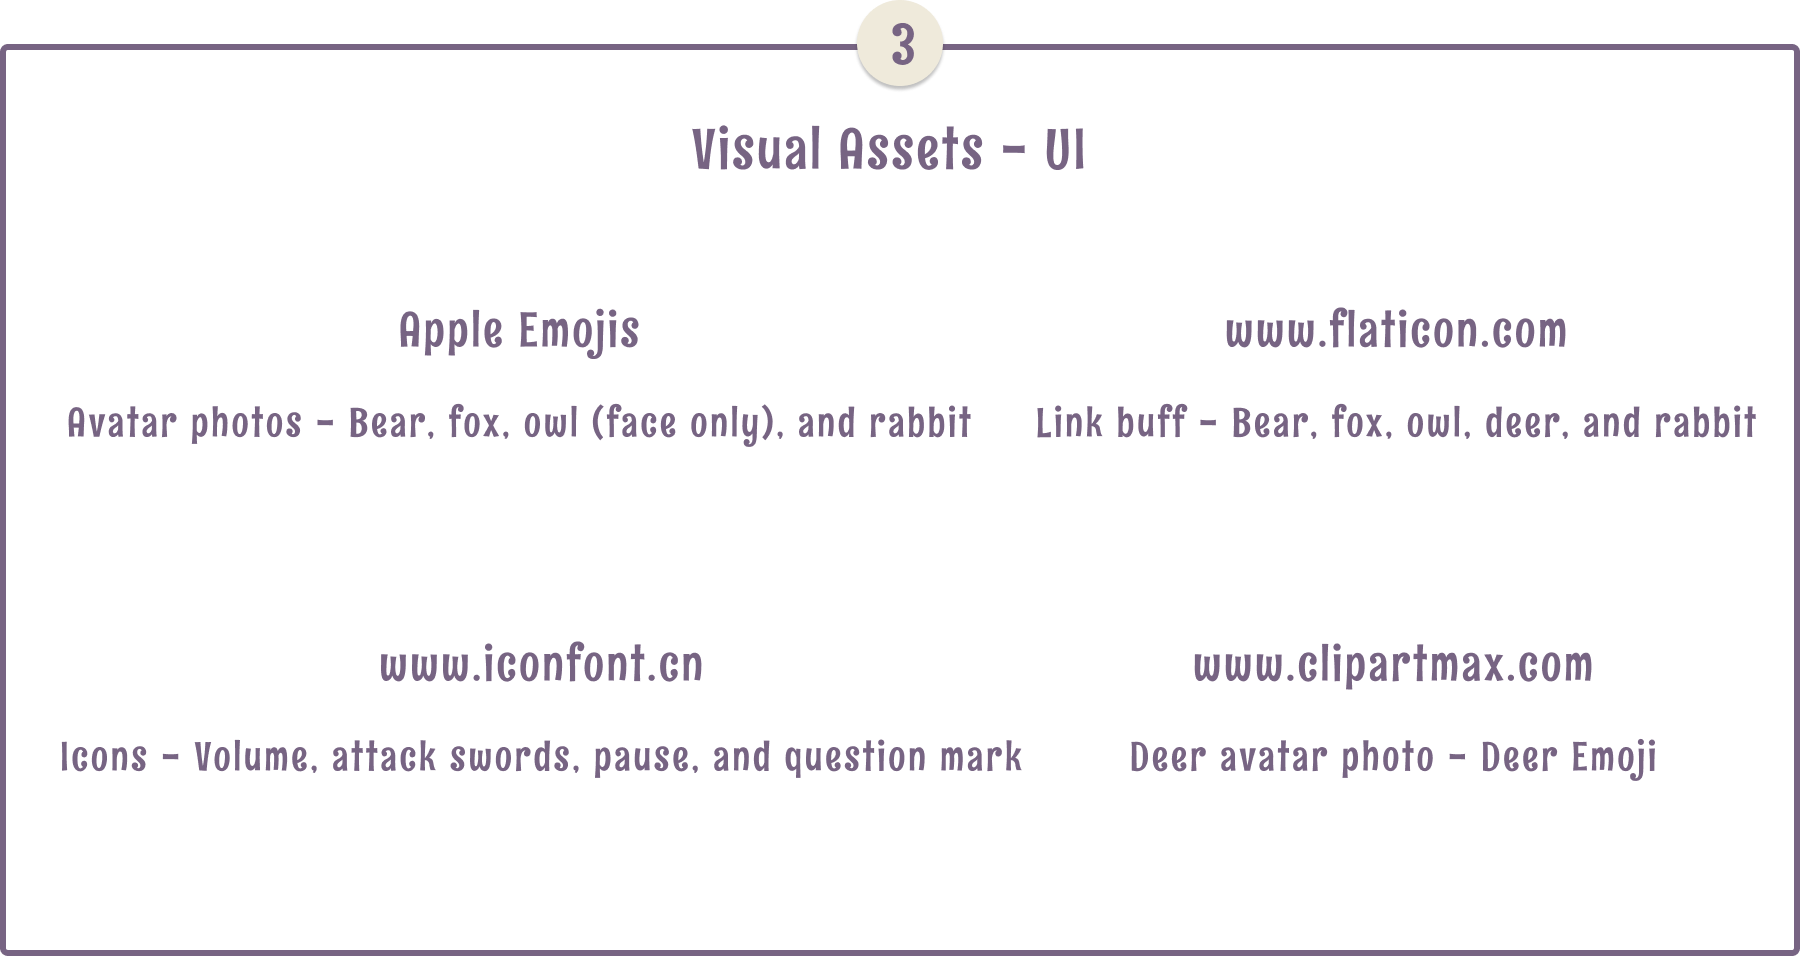 3
Visual Assets - UI
Apple Emojis
Avatar photos - Bear, fox, owl (face only), and rabbit
www.flaticon.com
Link buff - Bear, fox, owl, deer, and rabbit
www.iconfont.cn
Icons - Volume, attack swords, pause, and question mark
www.clipartmax.com
Deer avatar photo - Deer Emoji